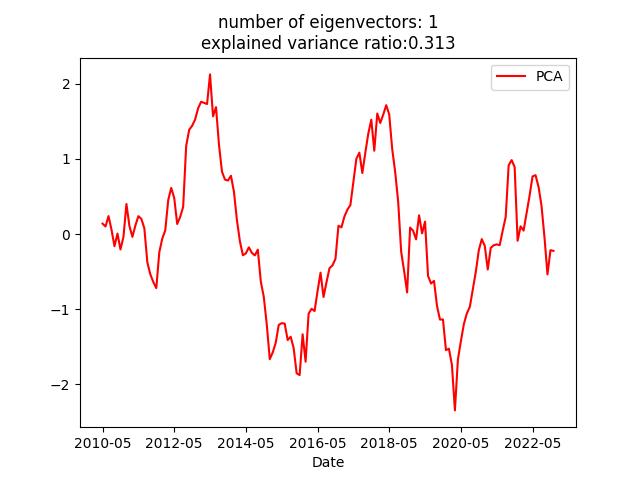 number of eigenvectors: 1
explained variance ratio:0.313
PCA
2
1
0
−1
−2
2010-05 2012-05 2014-05 2016-05 2018-05 2020-05 2022-05
Date